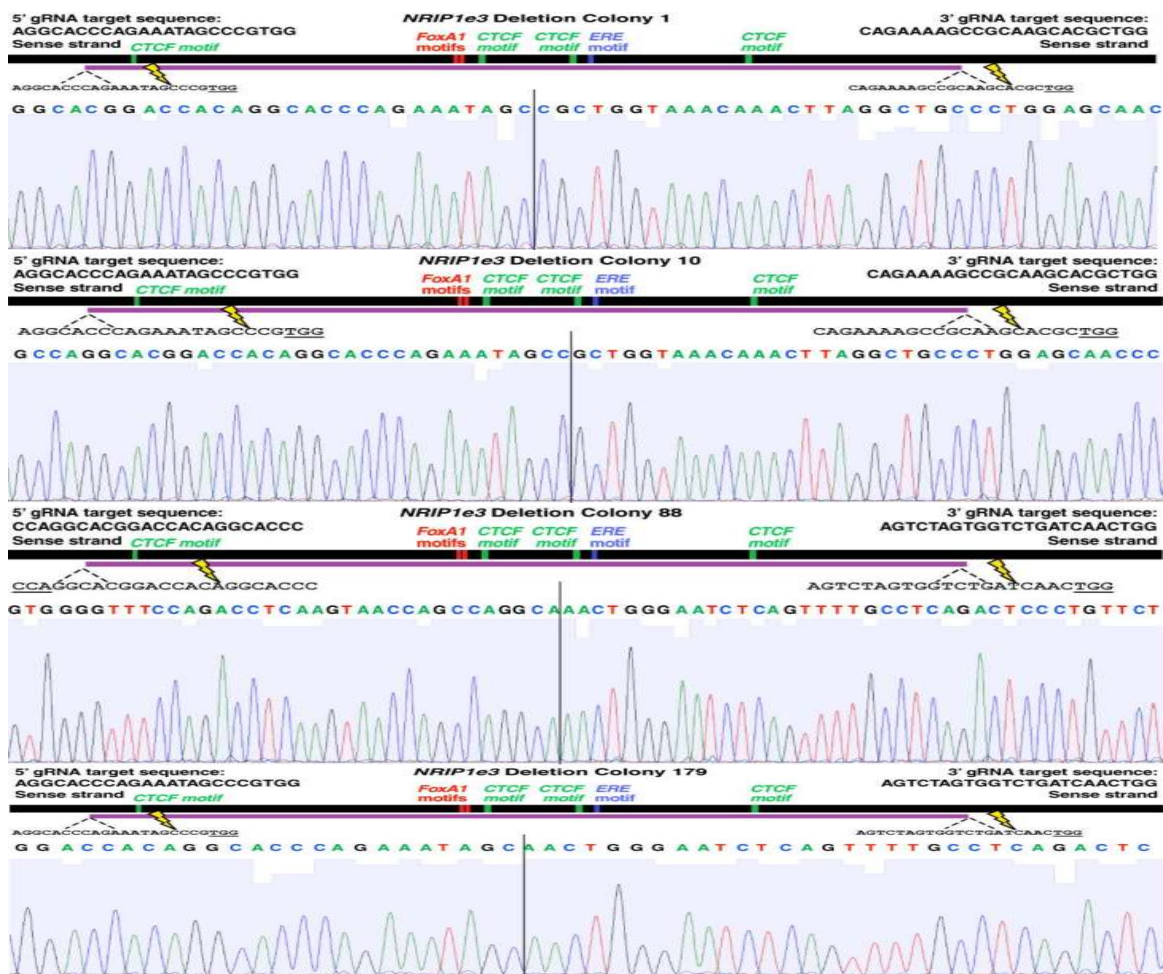 5' gRNA target sequence: NRIP1e3 Deletion Colony 1 3' gRNA target sequence:
AGGCACCCAGAAATAGCCCGTGG FoxA1 CTCF CTCF ERE CTCF CAGAAAAGCCGCAAGCACGCTGG
Sense strand CTCF motif motifs motif motif motif motif Sense strand
AGGCACCCAGAAATAGCCCGTGG CAGAAAAGCCGCAAGCACGCTGG
GGCACGGACCACAGGCACCCAGAAATAGCCGCTGGTAAACAAACTTAGGCTGCCCTGGAGCAAC
5' gRNA target sequence: NRIP1e3 Deletion Colony 10 3' gRNA target sequence:
AGGCACCCAGAAATAGCCCGTGG FoxA1 CTCF CTCF ERE CTCF CAGAAAAGCCGCAAGCACGCTGG
Sense strand CTCF motif motifs motif motif motif motif Sense strand
AGGCACCCAGAAATAGCCCGTGG CAGAAAAGCCGCAAGCACGCTGG
GCCAGGCACGGACCACAGGCACCCAGAAATAGCCGCTGGTAAACAAACTTAGGCTGCCCTGGAGCAACCC
5' gRNA target sequence: NRIP1e3 Deletion Colony 88 3' gRNA target sequence:
CCAGGCACGGACCACAGGCACCC FoxA1 CTCF CTCF ERE CTCF AGTCTAGTGGTCTGATCAACTGG
Sense strand CTCF motif motifs motif motif motif motif Sense strand
CCAGGCACGGACCACAGGCACCC AGTCTAGTGGTCTGATCAACTGG
GTGGGGTTTCCAGACCTCAAGTAACCAGCCAGGCAAACTGGGAATCTCAGTTTTGCCTCAGACTCCCTGTTCT
5' gRNA target sequence: NRIP1e3 Deletion Colony 179 3' gRNA target sequence:
AGGCACCCAGAAATAGCCCGTGG FoxA1 CTCF CTCF ERE CTCF AGTCTAGTGGTCTGATCAACTGG
Sense strand CTCF motif motifs motif motif motif motif Sense strand
AGGCACCCAGAAATAGCCCGTGG AGTCTAGTGGTCTGATCAACTGG
GGACCACAGGCACCCAGAAATAGCAACTGGGAATCTCAGTTTTGCCTCAGACTC